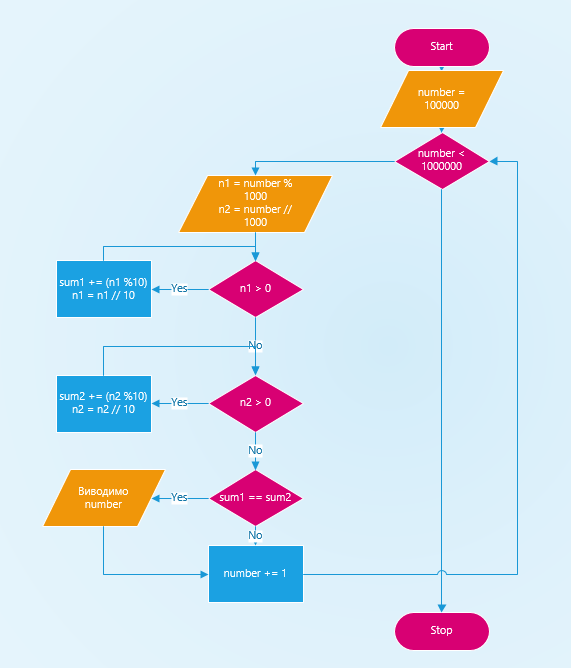 Start
number =
100000
number <
1000000
n1 = number %
1000
n2 = number //
1000
sum1 += (n1 %10)
n1 = n1 // 10
Yes
n1 > 0
No
sum2 += (n2 %10)
n2 = n2 // 10
Yes
n2 > 0
No
Виводимо
number
Yes
sum1 == sum2
No
number += 1
Stop